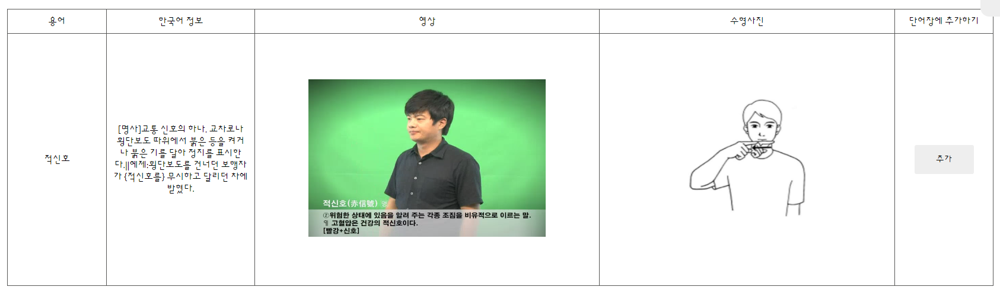 용어
한국어 정보
영상
수형사진
단어장에 추가하기
적신호
[명사]교통 신호의 하나. 교차로나
횡단보도 따위에서 붉은 등을 켜거
나 붉은 기를 달아 정지를 표시한
다.||예제:횡단보도를 건너던 보행자
가 {적신호를} 무시하고 달리던 차에
받혔다.
적신호(赤信號) 명
②위험한 상태에 있음을 알려 주는 각종 조짐을 비유적으로 이르는 말.
¶ 고혈압은 건강의 적신호이다.
[빨강+신호]
추가